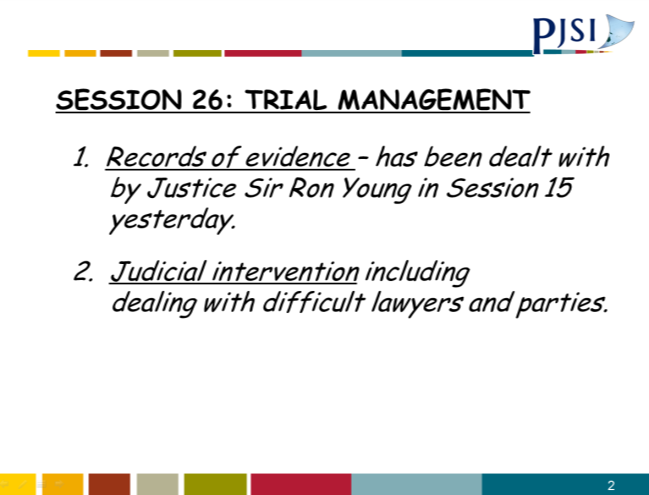 PJSI
SESSION 26: TRIAL MANAGEMENT
1. Records of evidence – has been dealt with
by Justice Sir Ron Young in Session 15
yesterday.
2. Judicial intervention including
dealing with difficult lawyers and parties.
2